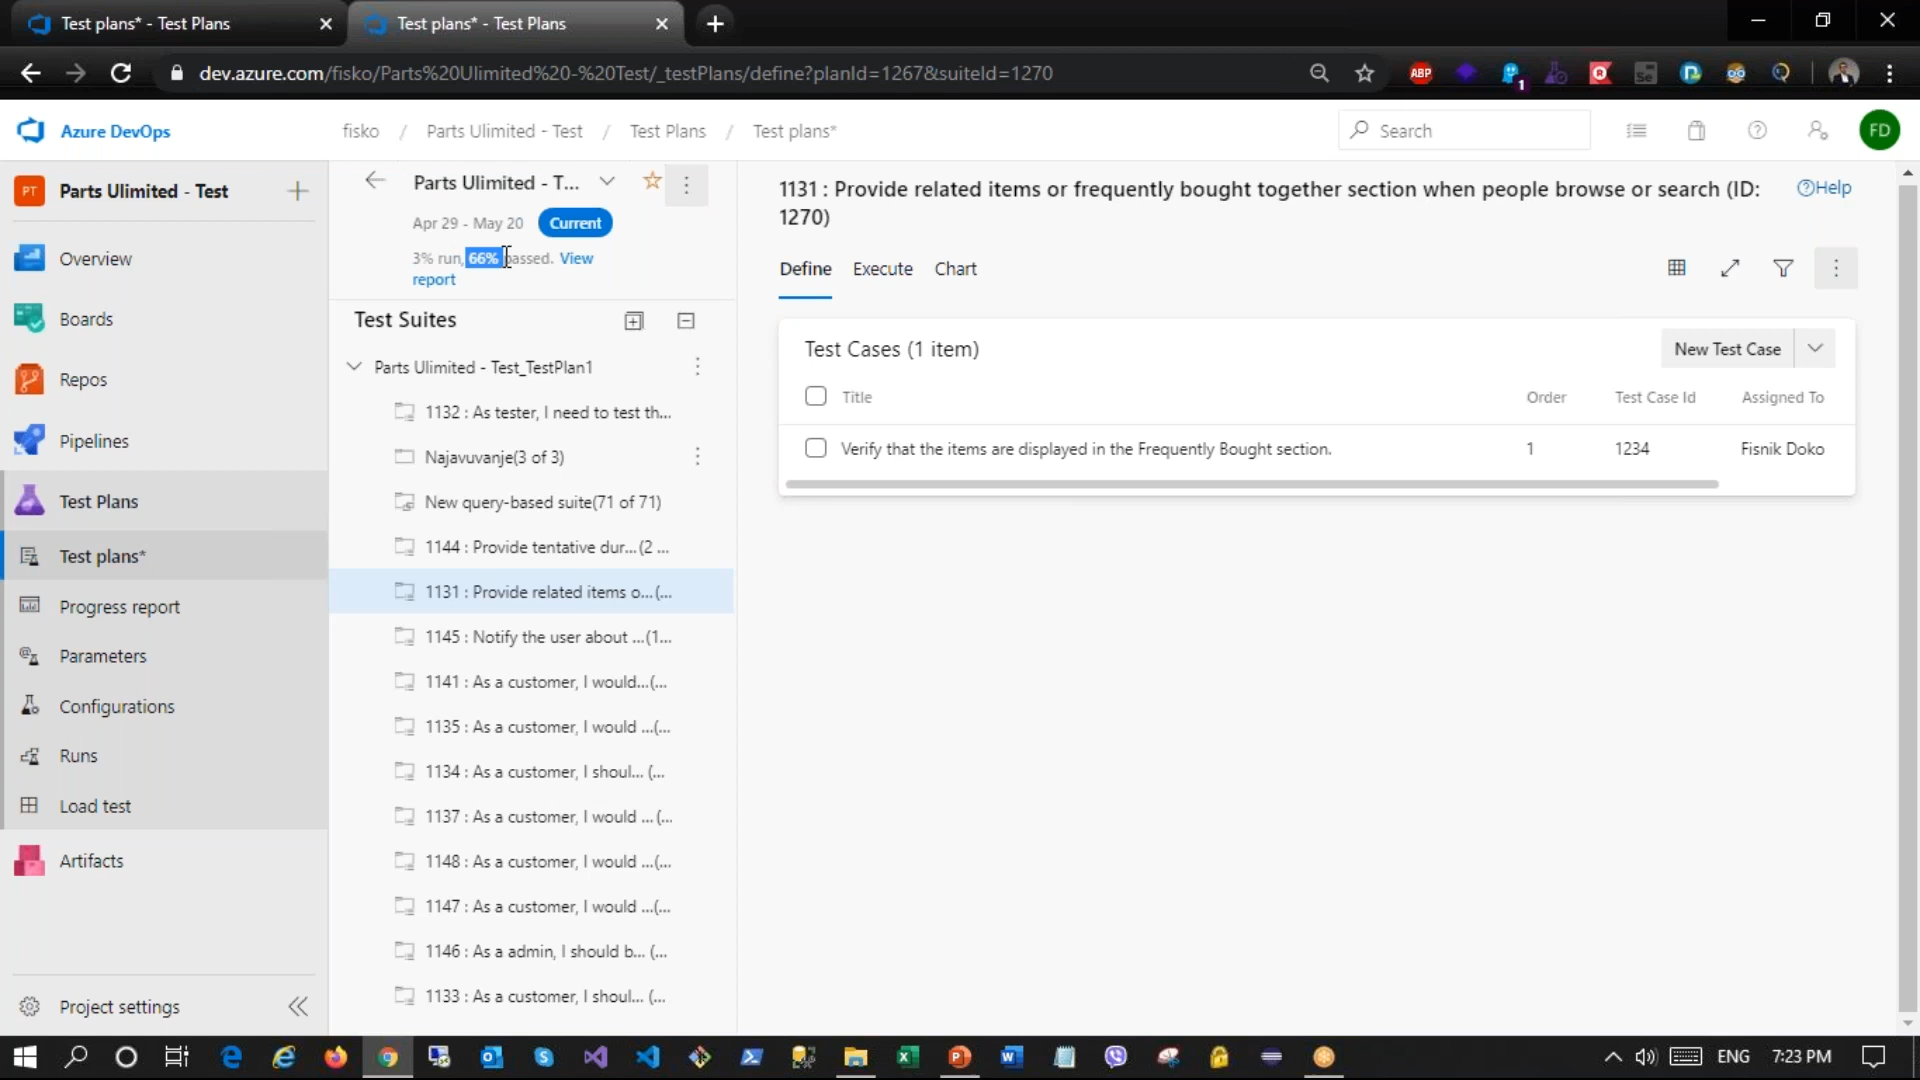 Test plans* - Test Plans
Test plans* - Test Plans
dev.azure.com/fisko/Parts%20Ulimited%20-%20Test/_testPlans/define?planId=1267&suiteId=1270
ABP
1
Se
Azure DevOps
fisko / Parts Ulimited - Test / Test Plans / Test plans*
Search
FD
PT
Parts Ulimited - Test
Overview
Boards
Repos
Pipelines
Test Plans
Test plans*
Progress report
Parameters
Configurations
Runs
Load test
Artifacts
Project settings
Parts Ulimited - T...
Apr 29 - May 20
Current
3% run, 66% passed. View
report
Test Suites
Parts Ulimited - Test_TestPlan1
1132 : As tester, I need to test th...
Najavuvanje(3 of 3)
New query-based suite(71 of 71)
1144 : Provide tentative dur...(2 ...
1131 : Provide related items o...(...
1145 : Notify the user about ...(1...
1141 : As a customer, I would...(...
1135 : As a customer, I would ...(...
1134 : As a customer, I shoul... (...
1137 : As a customer, I would ... (...
1148 : As a customer, I would ...(...
1147 : As a customer, I would ...(...
1146 : As a admin, I should b... (...
1133 : As a customer, I shoul... (...
1131 : Provide related items or frequently bought together section when people browse or search (ID:
1270)
Help
Define
Execute
Chart
Test Cases (1 item)
New Test Case
Title
Order
Test Case Id
Assigned To
Verify that the items are displayed in the Frequently Bought section.
1
1234
Fisnik Doko
ENG
7:23 PM